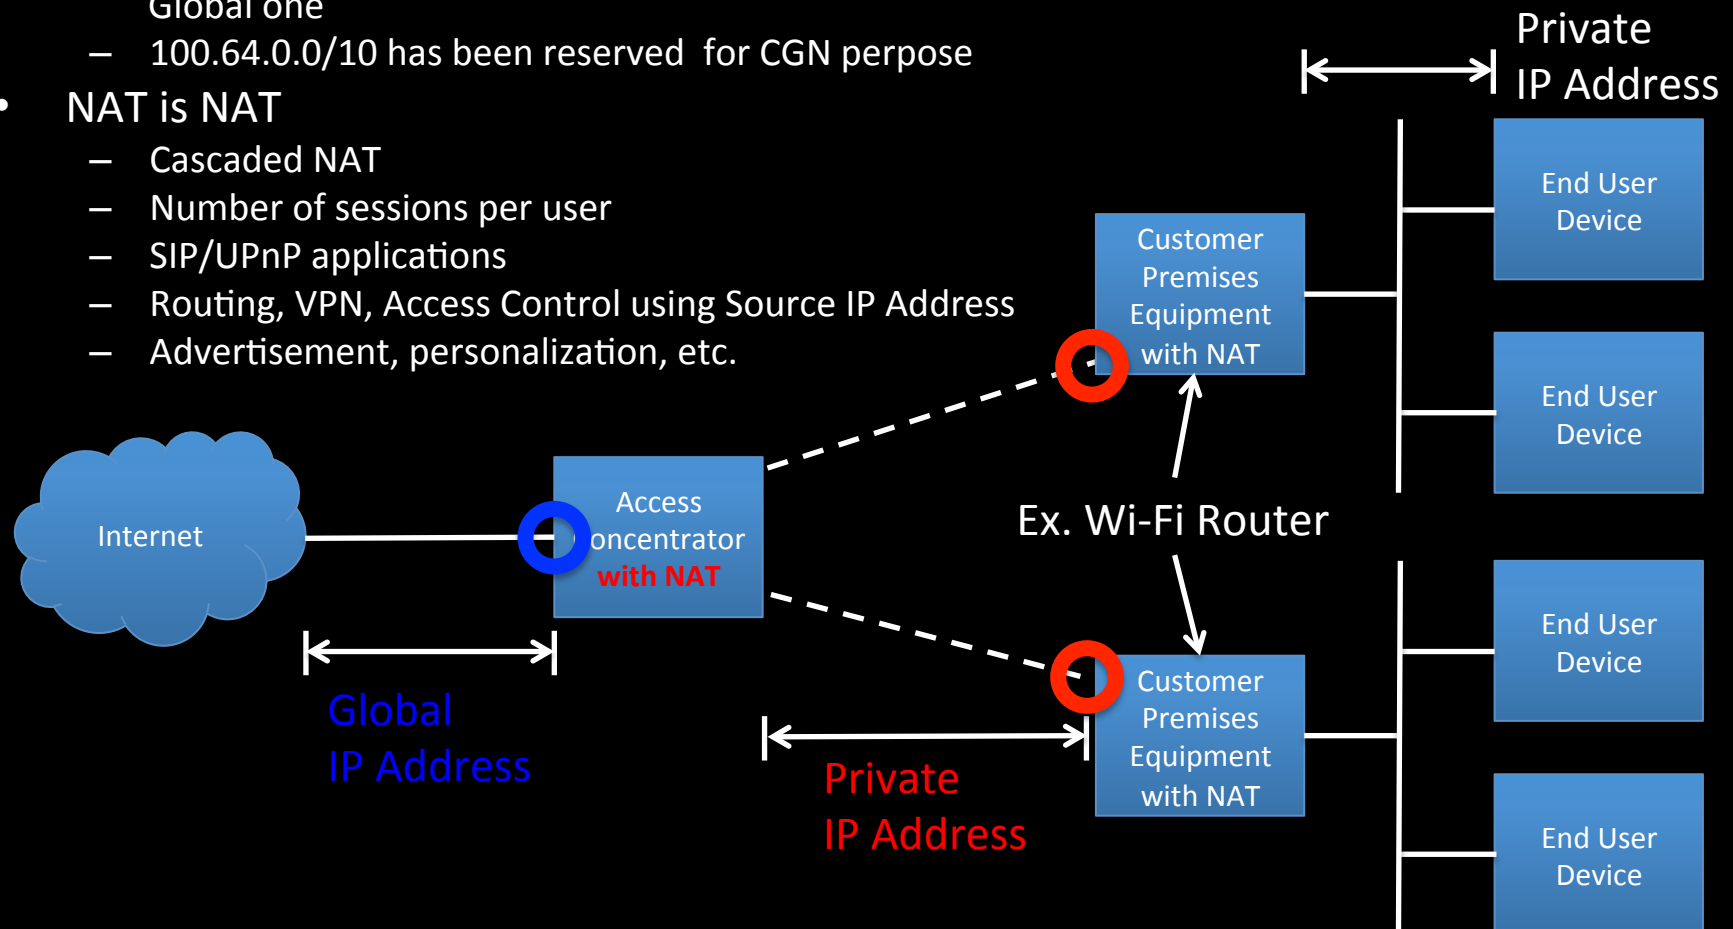 Global one
– 100.64.0.0/10 has been reserved  for CGN perpose
• NAT is NAT
– Cascaded NAT
– Number of sessions per user
– SIP/UPnP applications
– Routing, VPN, Access Control using Source IP Address
– Advertisement, personalization, etc.
Private
IP Address
End User
Device
Customer
Premises
Equipment
with NAT
End User
Device
Internet
Access
oncentrator
with NAT
Ex. Wi-Fi Router
Global
IP Address
Private
IP Address
Customer
Premises
Equipment
with NAT
End User
Device
End User
Device